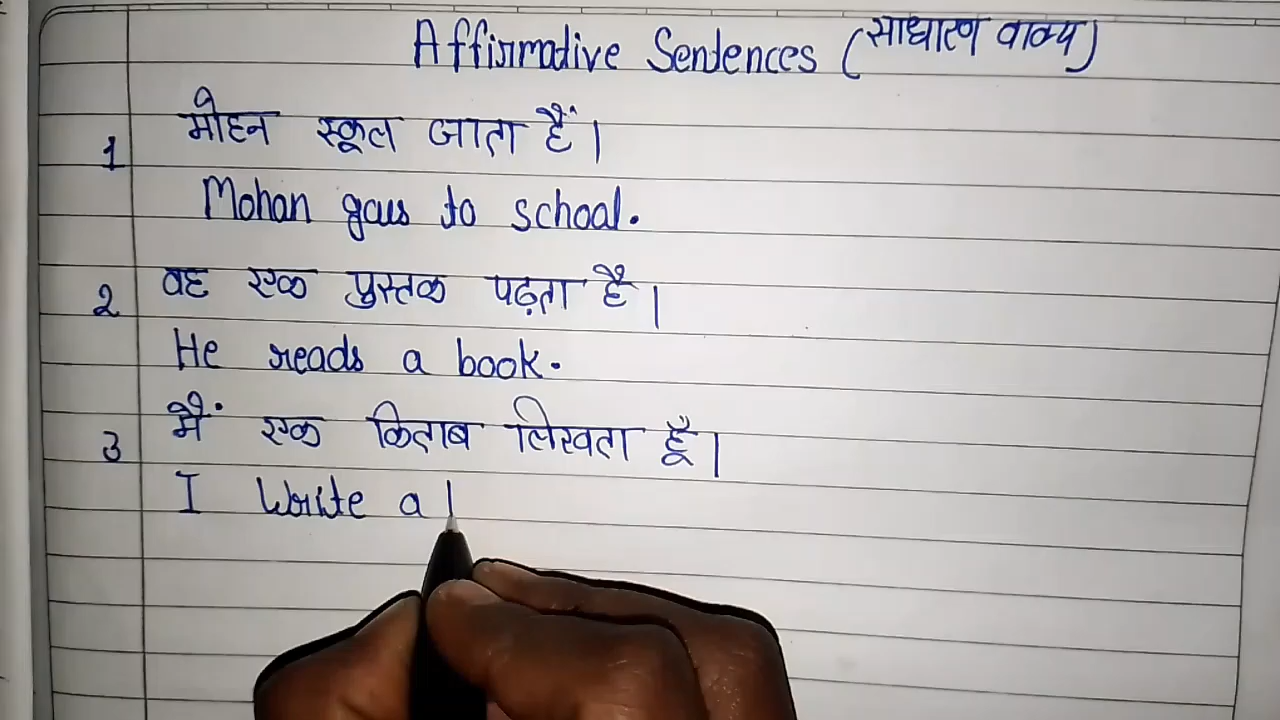 Affirmative Sentences (साधारण वाक्य)
1 मोहन स्कूल जाता हैं।
Mohan goes to school.
2 वह एक पुस्तक पढ़ता है।
He reads a book.
3 मैं एक किताब लिखता हूँ।
I Write a